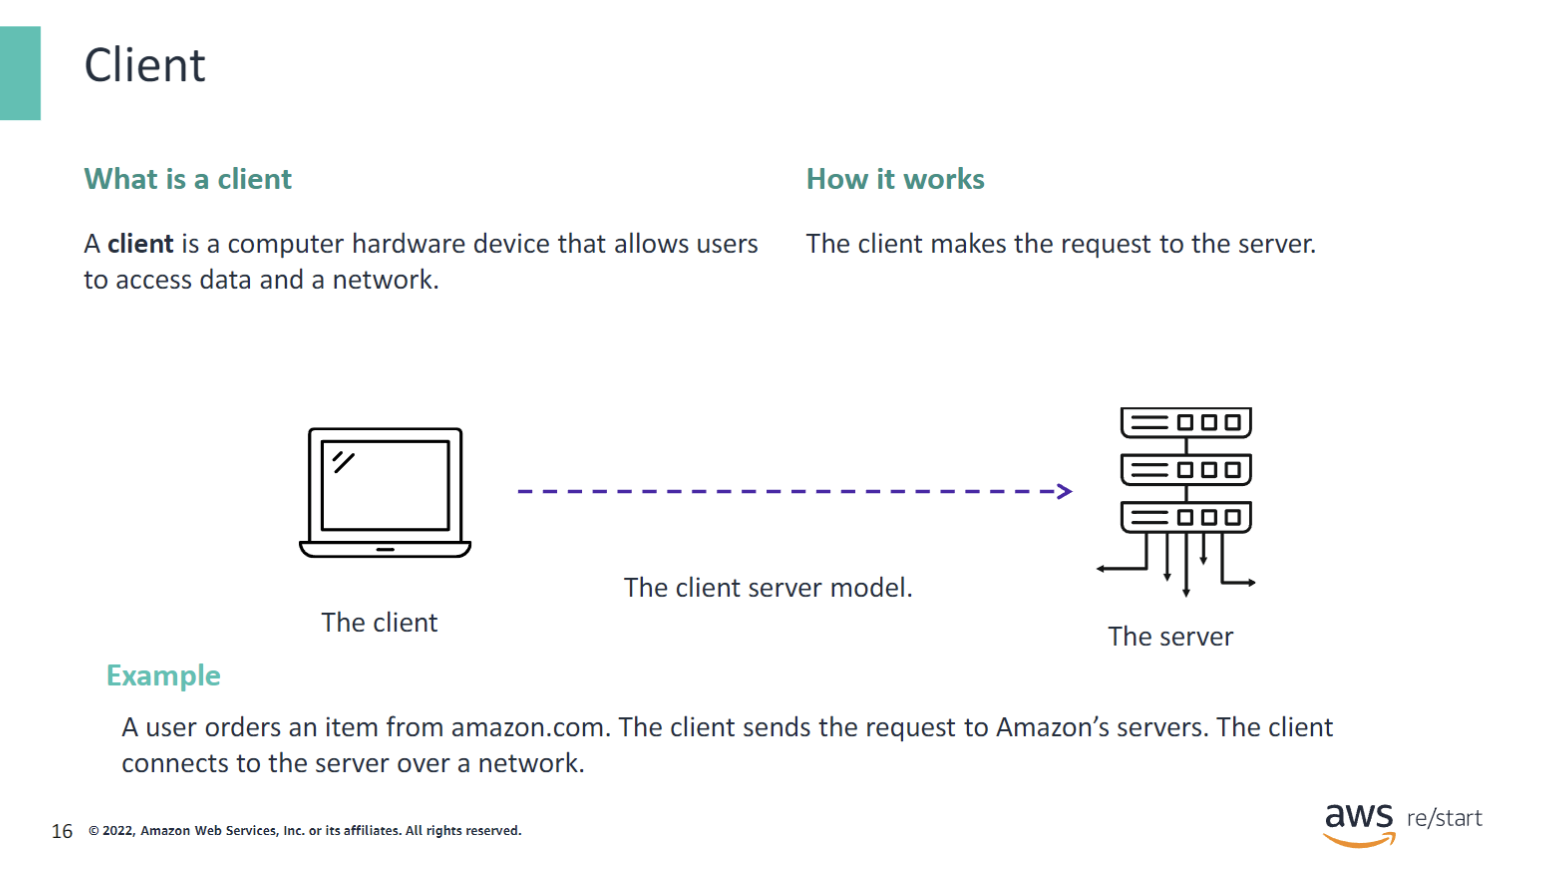 Client
What is a client
A client is a computer hardware device that allows users
to access data and a network.
How it works
The client makes the request to the server.
The client server model.
The client
The server
Example
A user orders an item from amazon.com. The client sends the request to Amazon’s servers. The client
connects to the server over a network.
16 © 2022, Amazon Web Services, Inc. or its affiliates. All rights reserved.
aws re/start